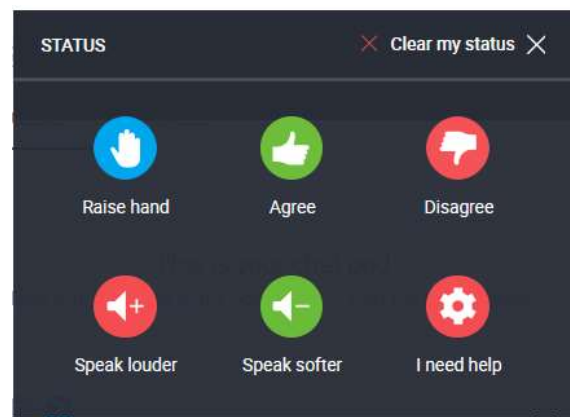 STATUS Clear my status
Raise hand Agree Disagree
Speak louder Speak softer I need help